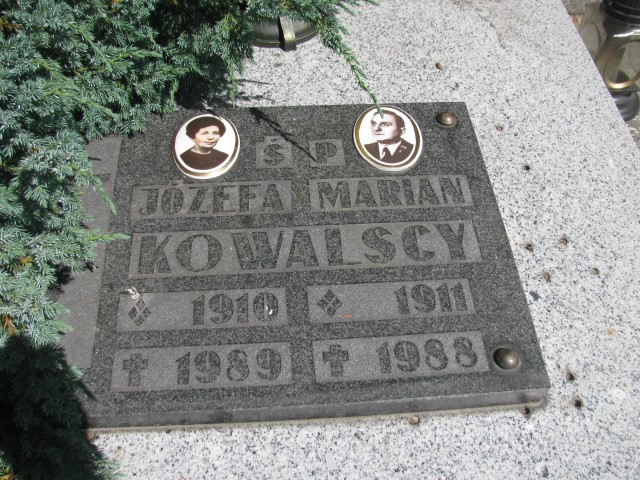 Ś P
JÓZEFA MARIAN
KOWALSCY
1910 1911
1989 1988